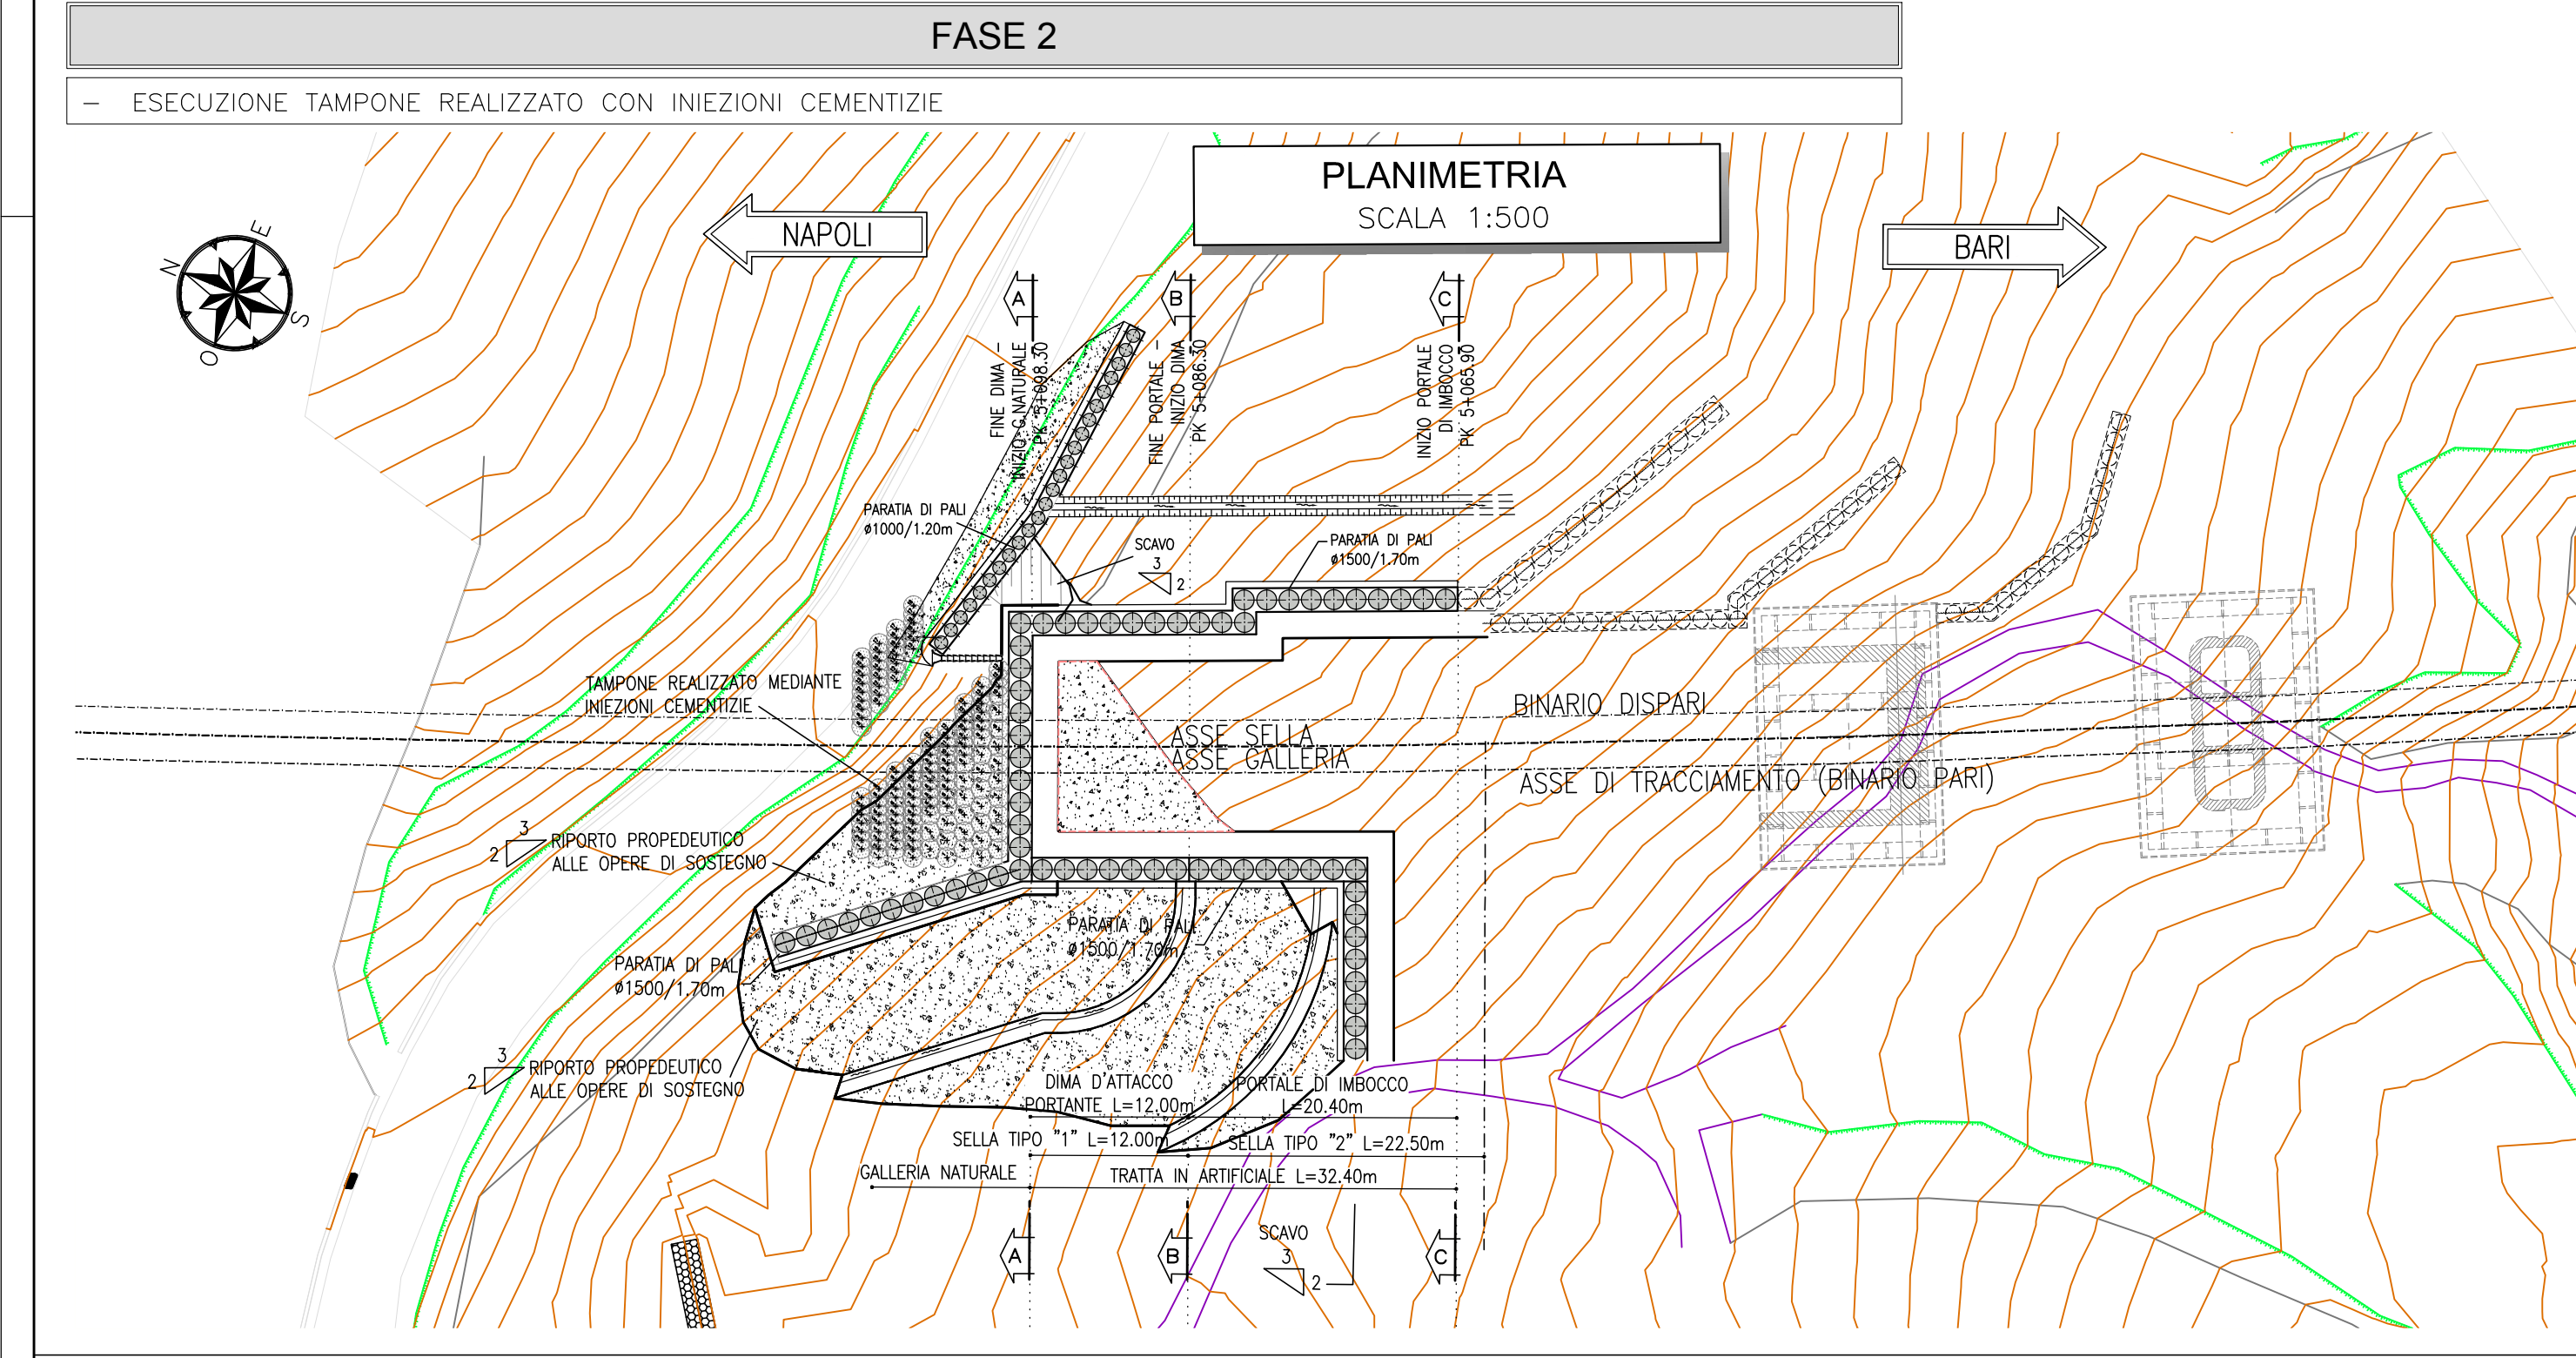 FASE 2
– ESECUZIONE TAMPONE REALIZZATO CON INIEZIONI CEMENTIZIE
PLANIMETRIA
SCALA 1:500
NAPOLI
BARI
N
E
S
O
A
B
C
FINE DIMA –
INIZIO G.NATURALE
PK 5+098.30
FINE PORTALE –
INIZIO DIMA
PK 5+086.30
INIZIO PORTALE
DI IMBOCCO
PK 5+065.90
PARATIA DI PALI
ø1000/1.20m
SCAVO
3
2
PARATIA DI PALI
ø1500/1.70m
TAMPONE REALIZZATO MEDIANTE
INIEZIONI CEMENTIZIE
BINARIO DISPARI
ASSE SELLA
ASSE GALLERIA
ASSE DI TRACCIAMENTO (BINARIO PARI)
3
2
RIPORTO PROPEDEUTICO
ALLE OPERE DI SOSTEGNO
PARATIA DI PALI
ø1500/1.70m
PARATIA DI PALI
ø1500/1.70m
3
2
RIPORTO PROPEDEUTICO
ALLE OPERE DI SOSTEGNO
DIMA D'ATTACCO
PORTANTE L=12.00m
PORTALE DI IMBOCCO
L=20.40m
SELLA TIPO "1" L=12.00m
SELLA TIPO "2" L=22.50m
GALLERIA NATURALE
TRATTA IN ARTIFICIALE L=32.40m
A
B
SCAVO
3
2
C